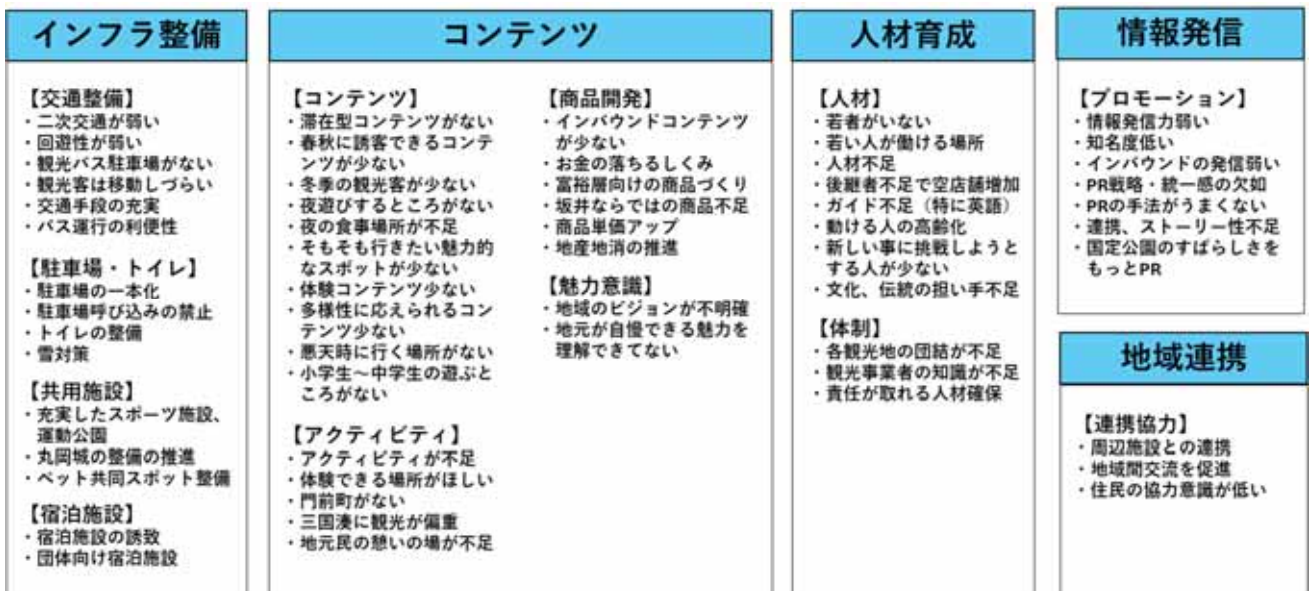 インフラ整備
【交通整備】
・二次交通が弱い
・回遊性が弱い
・観光バス駐車場がない
・観光客は移動しづらい
・交通手段の充実
・バス運行の利便性
【駐車場・トイレ】
・駐車場の一本化
・駐車場呼び込みの禁止
・トイレの整備
・雪対策
【共用施設】
・充実したスポーツ施設、
運動公園
・丸岡城の整備の推進
・ペット共同スポット整備
【宿泊施設】
・宿泊施設の誘致
・団体向け宿泊施設
コンテンツ
【コンテンツ】
・滞在型コンテンツがない
・春秋に誘客できるコンテ
ンツが少ない
・冬季の観光客が少ない
・夜遊びするところがない
・夜の食事場所が不足
・そもそも行きたい魅力的
なスポットが少ない
・体験コンテンツ少ない
・多様性に応えられるコン
テンツ少ない
・悪天時に行く場所がない
・小学生～中学生の遊ぶと
ころがない
【アクティビティ】
・アクティビティが不足
・体験できる場所がほしい
・門前町がない
・三国湊に観光が偏重
・地元民の憩いの場が不足
【商品開発】
・インバウンドコンテンツ
が少ない
・お金の落ちるしくみ
・富裕層向けの商品づくり
・坂井ならではの商品不足
・商品単価アップ
・地産地消の推進
【魅力意識】
・地域のビジョンが不明確
・地元が自慢できる魅力を
理解できてない
人材育成
【人材】
・若者がいない
・若い人が働ける場所
・人材不足
・後継者不足で空店舗増加
・ガイド不足（特に英語）
・動ける人の高齢化
・新しい事に挑戦しようと
する人が少ない
・文化、伝統の担い手不足
【体制】
・各観光地の団結が不足
・観光事業者の知識が不足
・責任が取れる人材確保
情報発信
【プロモーション】
・情報発信力弱い
・知名度低い
・インバウンドの発信弱い
・PR戦略・統一感の欠如
・PRの手法がうまくない
・連携、ストーリー性不足
・国定公園のすばらしさを
もっとPR
地域連携
【連携協力】
・周辺施設との連携
・地域間交流を促進
・住民の協力意識が低い